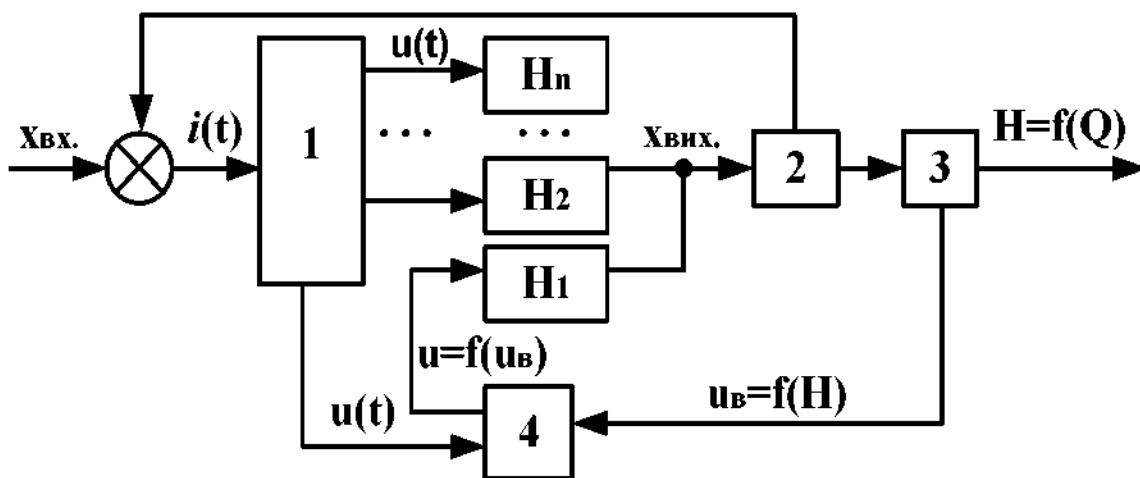 u(t)
Hn
xвх.
i(t)
1
... ...
xвих.
H=f(Q)
H2
2
3
H1
u=f(uв)
uв=f(H)
u(t)
4